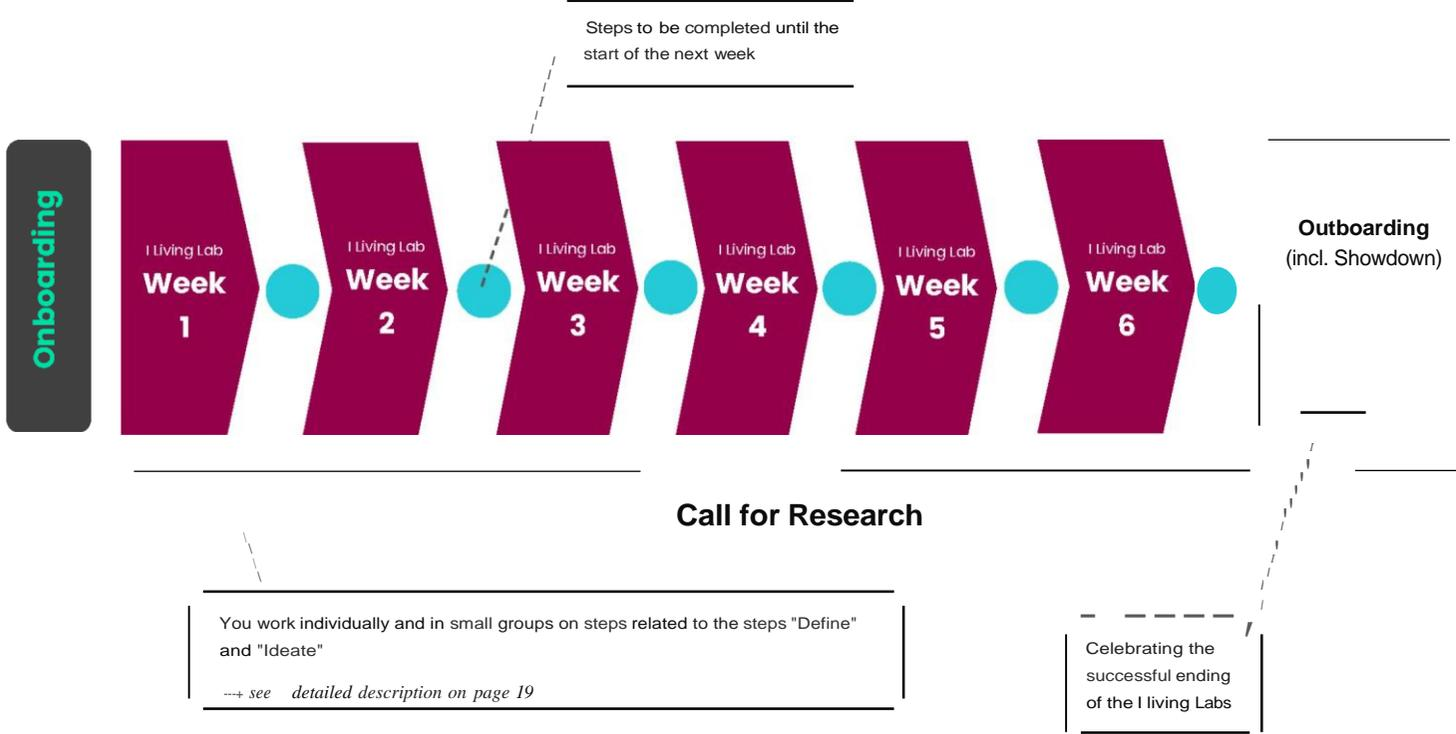 Steps to be completed until the
start of the next week
Onboarding
I Living Lab
Week
1
I Living Lab
Week
2
I Living Lab
Week
3
I Living Lab
Week
4
I Living Lab
Week
5
I Living Lab
Week
6
Outboarding
(incl. Showdown)
Call for Research
You work individually and in small groups on steps related to the steps "Define"
and "Ideate"
---+ see detailed description on page 19
Celebrating the
successful ending
of the I living Labs